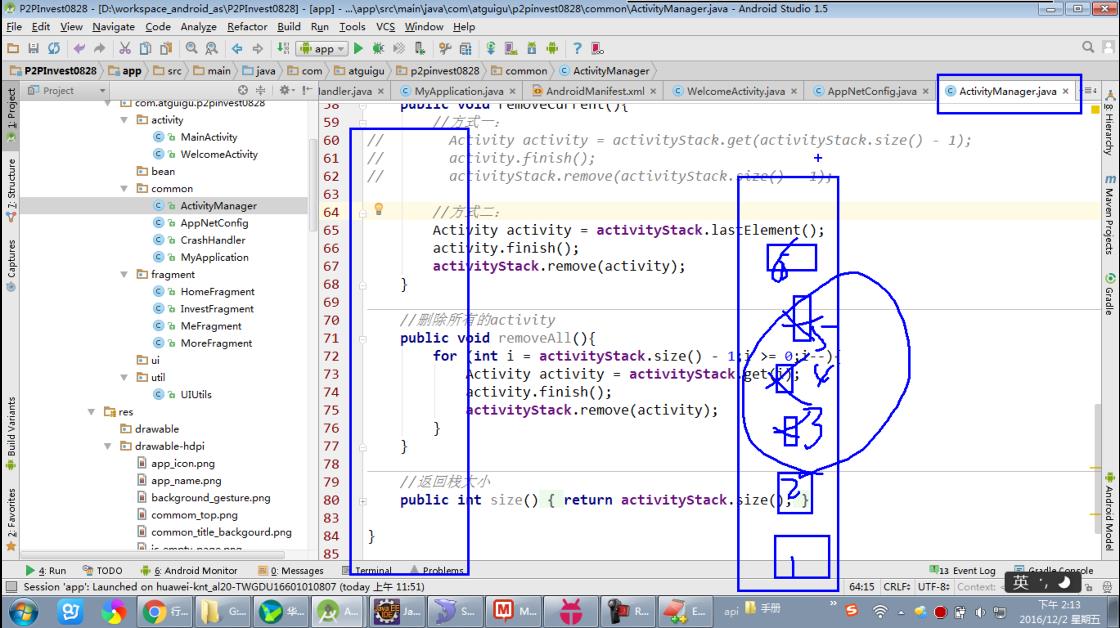 P2PInvest0828 - [D:\workspace_android_as\P2PInvest0828] - [app] - ...\app\src\main\java\com\atguigu\p2pinvest0828\common\ActivityManager.java - Android Studio 1.5
File Edit View Navigate Code Analyze Refactor Build Run Tools VCS Window Help
app
P2PInvest0828 app src main java com atguigu p2pinvest0828 common ActivityManager
Project
MyApplication.java AndroidManifest.xml WelcomeActivity.java AppNetConfig.java ActivityManager.java
com.atguigu.p2pinvest0828
activity
MainActivity
WelcomeActivity
bean
common
ActivityManager
AppNetConfig
CrashHandler
MyApplication
fragment
HomeFragment
InvestFragment
MeFragment
MoreFragment
ui
util
UIUtils
res
drawable
drawable-hdpi
app_icon.png
app_name.png
background_gesture.png
commom_top.png
common_title_backgourd.png
58 public void removeCurrent(){
59 //方式一：
60 // Activity activity = activityStack.get(activityStack.size() - 1);
61 // activity.finish();
62 // activityStack.remove(activityStack.size() - 1);
63
64 //方式二：
65 Activity activity = activityStack.lastElement();
66 activity.finish();
67 activityStack.remove(activity);
68 }
69
70 //删除所有的activity
71 public void removeAll(){
72 for (int i = activityStack.size() - 1;i >= 0;i--){
73 Activity activity = activityStack.get(i);
74 activity.finish();
75 activityStack.remove(activity);
76 }
77 }
78
79 //返回栈大小
80 public int size() { return activityStack.size(); }
83
84 }
85
6
5
4
3
2
1
1: Project
7: Structure
Captures
Build Variants
2: Favorites
8: Hierarchy
Maven Projects
Gradle
Android Model
4: Run TODO 6: Android Monitor 0: Messages Terminal Problems 13 Event Log Gradle Console
Session 'app': Launched on huawei-knt_al20-TWGDU16601010807 (today 上午 11:51) 64:15 CRLF÷ UTF-8÷ Context:
英
行... G:... 华... A... Ja... S... M... R... E... api 手册
下午 2:13
2016/12/2 星期五